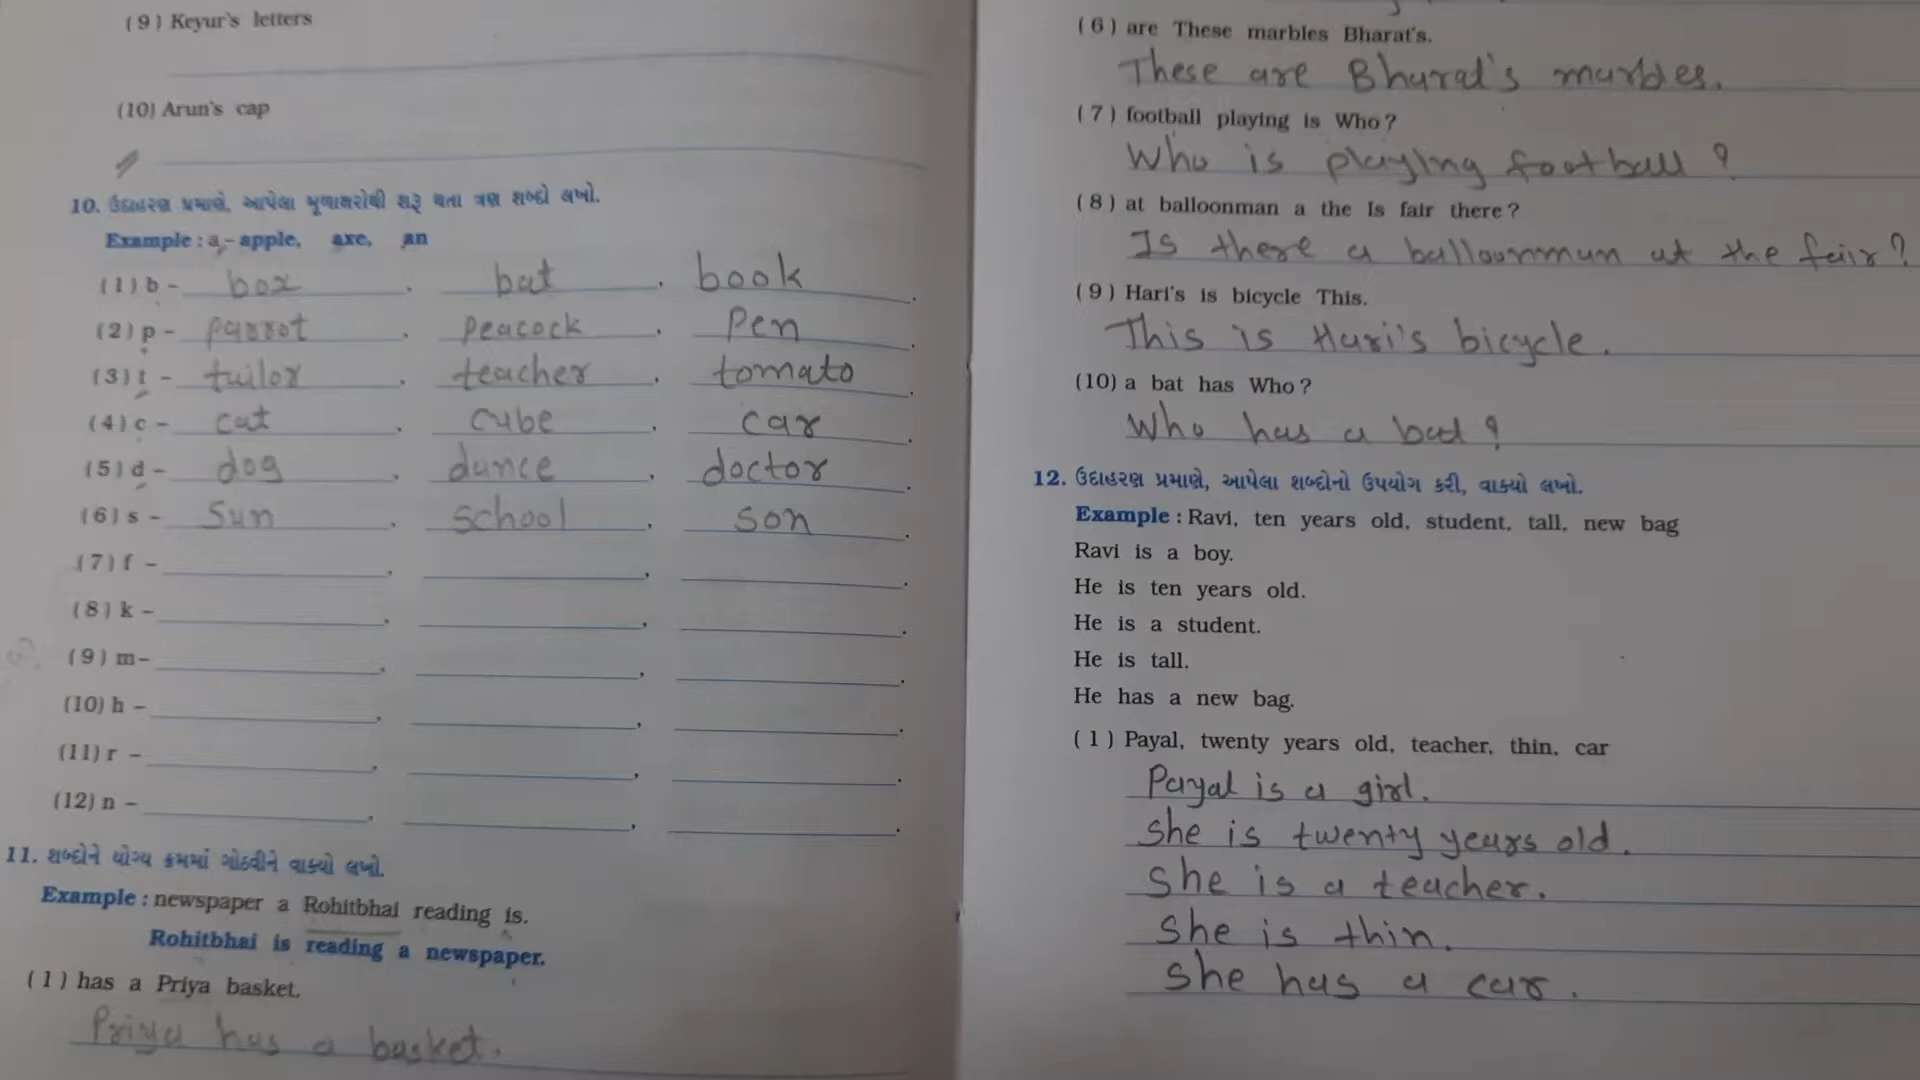 (9) Keyur's letters
(10) Arun's cap
10. ઉદાહરણ પ્રમાણે, આપેલા મૂળાક્ષરોથી શરૂ થતા ત્રણ શબ્દો લખો.
Example : a - apple, axe, an
(1) b - box , bat , book .
(2) p - parrot , peacock , Pen .
(3) t - tailor , teacher , tomato .
(4) c - cat , cube , car .
(5) d - dog , dance , doctor .
(6) s - Sun , school , son .
(7) f - , , .
(8) k - , , .
(9) m - , , .
(10) h - , , .
(11) r - , , .
(12) n - , , .
11. શબ્દોને યોગ્ય ક્રમમાં ગોઠવીને વાક્યો લખો.
Example : newspaper a Rohitbhai reading is.
Rohitbhai is reading a newspaper.
(1) has a Priya basket.
Priya has a basket.
(6) are These marbles Bharat's.
These are Bharat's marbles.
(7) football playing is Who?
Who is playing football ?
(8) at balloonman a the Is fair there?
Is there a balloonman at the fair?
(9) Hari's is bicycle This.
This is Hari's bicycle.
(10) a bat has Who?
Who has a bat ?
12. ઉદાહરણ પ્રમાણે, આપેલા શબ્દોનો ઉપયોગ કરી, વાક્યો લખો.
Example : Ravi, ten years old, student, tall, new bag
Ravi is a boy.
He is ten years old.
He is a student.
He is tall.
He has a new bag.
(1) Payal, twenty years old, teacher, thin, car
Payal is a girl.
She is twenty years old.
She is a teacher.
She is thin.
She has a car.